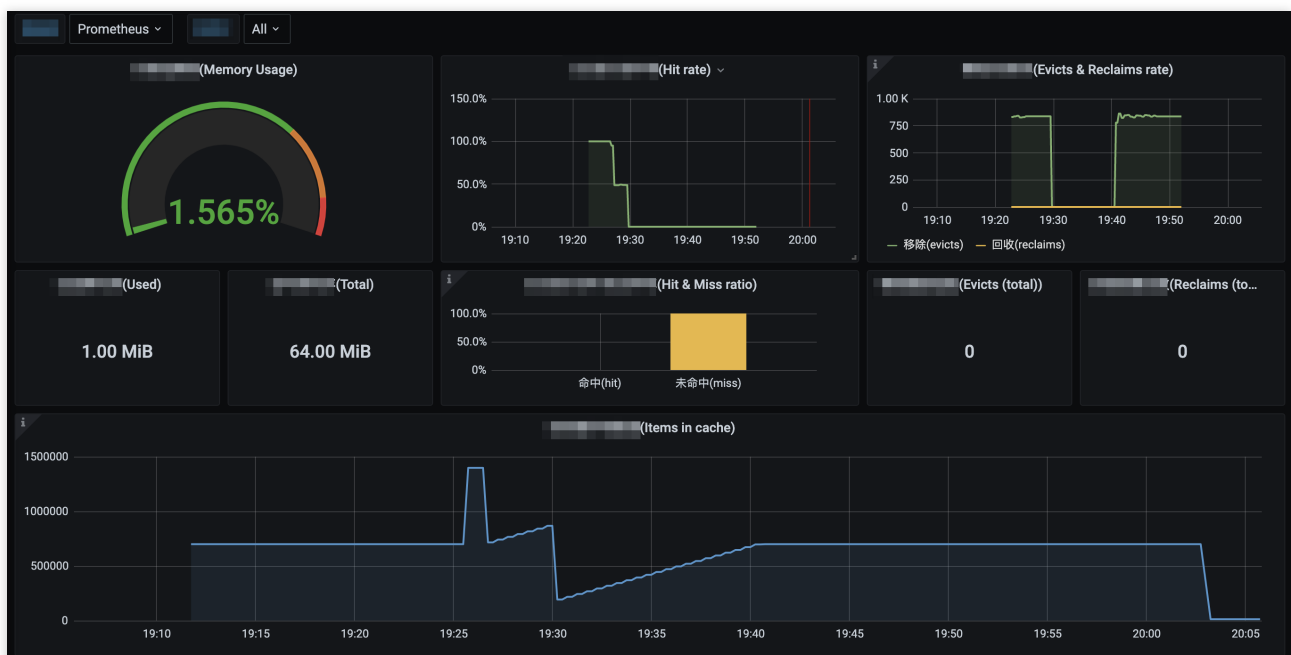 Prometheus
All
(Memory Usage)
1.565%
(Hit rate)
150.0%
100.0%
50.0%
0%
19:10 19:20 19:30 19:40 19:50 20:00
(Evicts & Reclaims rate)
1.00 K
750
500
250
0
19:10 19:20 19:30 19:40 19:50 20:00
移除(evicts) 回收(reclaims)
(Used)
1.00 MiB
(Total)
64.00 MiB
(Hit & Miss ratio)
100.0%
50.0%
0%
命中(hit) 未命中(miss)
(Evicts (total))
0
(Reclaims (to...
0
(Items in cache)
1500000
1000000
500000
0
19:10 19:15 19:20 19:25 19:30 19:35 19:40 19:45 19:50 19:55 20:00 20:05